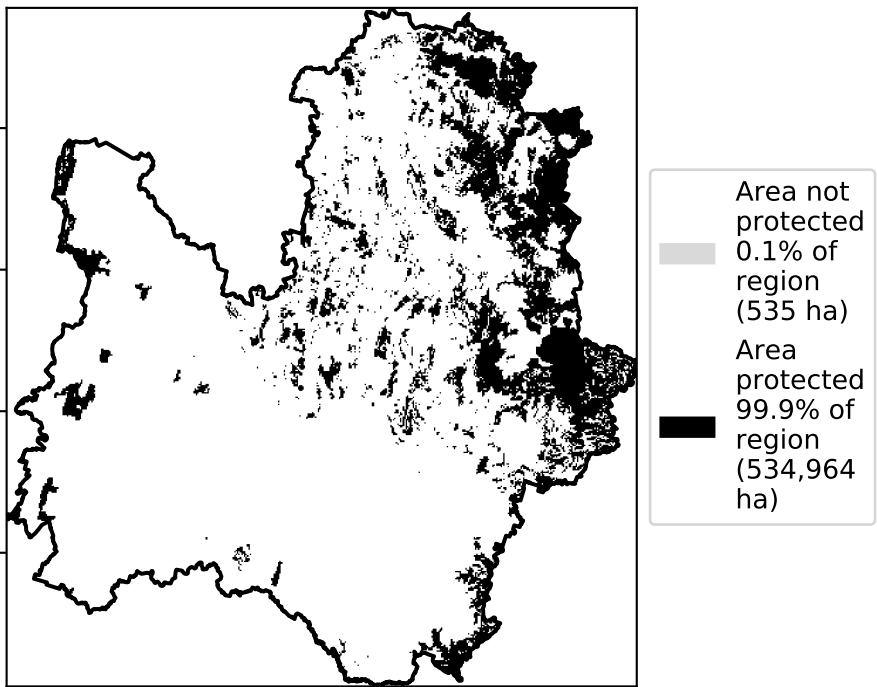 Area not
protected
0.1% of
region
(535 ha)
Area
protected
99.9% of
region
(534,964
ha)